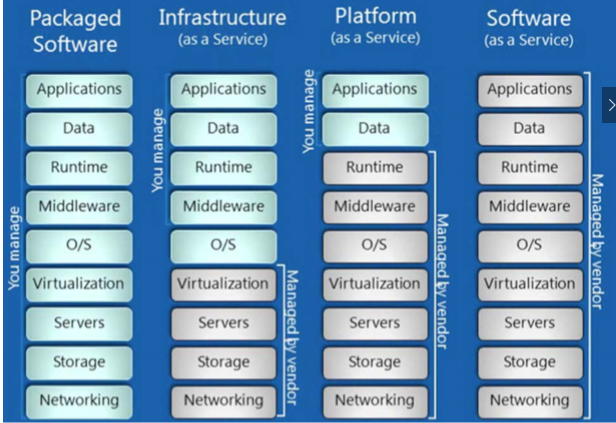 Packaged
Software
You manage
Applications
Data
Runtime
Middleware
O/S
Virtualization
Servers
Storage
Networking
Infrastructure
(as a Service)
You manage
Applications
Data
Runtime
Middleware
O/S
Virtualization
Servers
Storage
Networking
Managed by vendor
Platform
(as a Service)
You manage
Applications
Data
Runtime
Middleware
O/S
Virtualization
Servers
Storage
Networking
Managed by vendor
Software
(as a Service)
Applications
Data
Runtime
Middleware
O/S
Virtualization
Servers
Storage
Networking
Managed by vendor